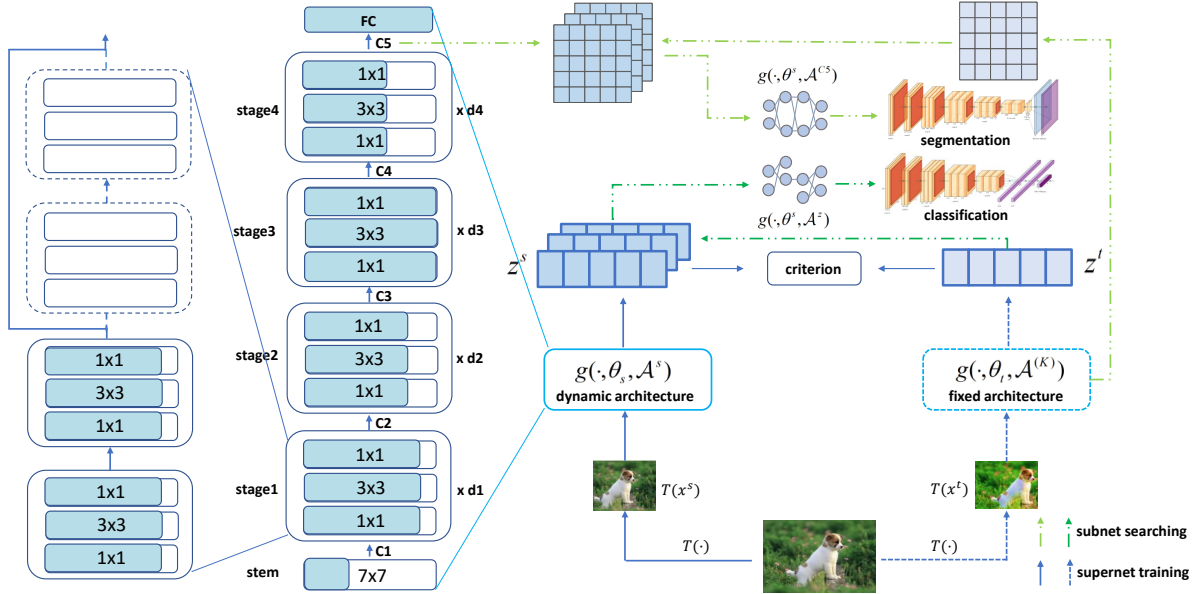 FC
C5
1x1
3x3
1x1
stage4
x d4
C4
1x1
3x3
1x1
stage3
x d3
C3
1x1
3x3
1x1
stage2
x d2
C2
1x1
3x3
1x1
stage1
x d1
C1
stem
7x7
1x1
3x3
1x1
1x1
3x3
1x1
g(·,θ^s,𝒜^{C5})
segmentation
g(·,θ^s,𝒜^z)
classification
z^s
criterion
z^t
g(·,θ_s,𝒜^s)
dynamic architecture
g(·,θ_t,𝒜^{(K)})
fixed architecture
T(x^s)
T(x^t)
T(·)
T(·)
subnet searching
supernet training